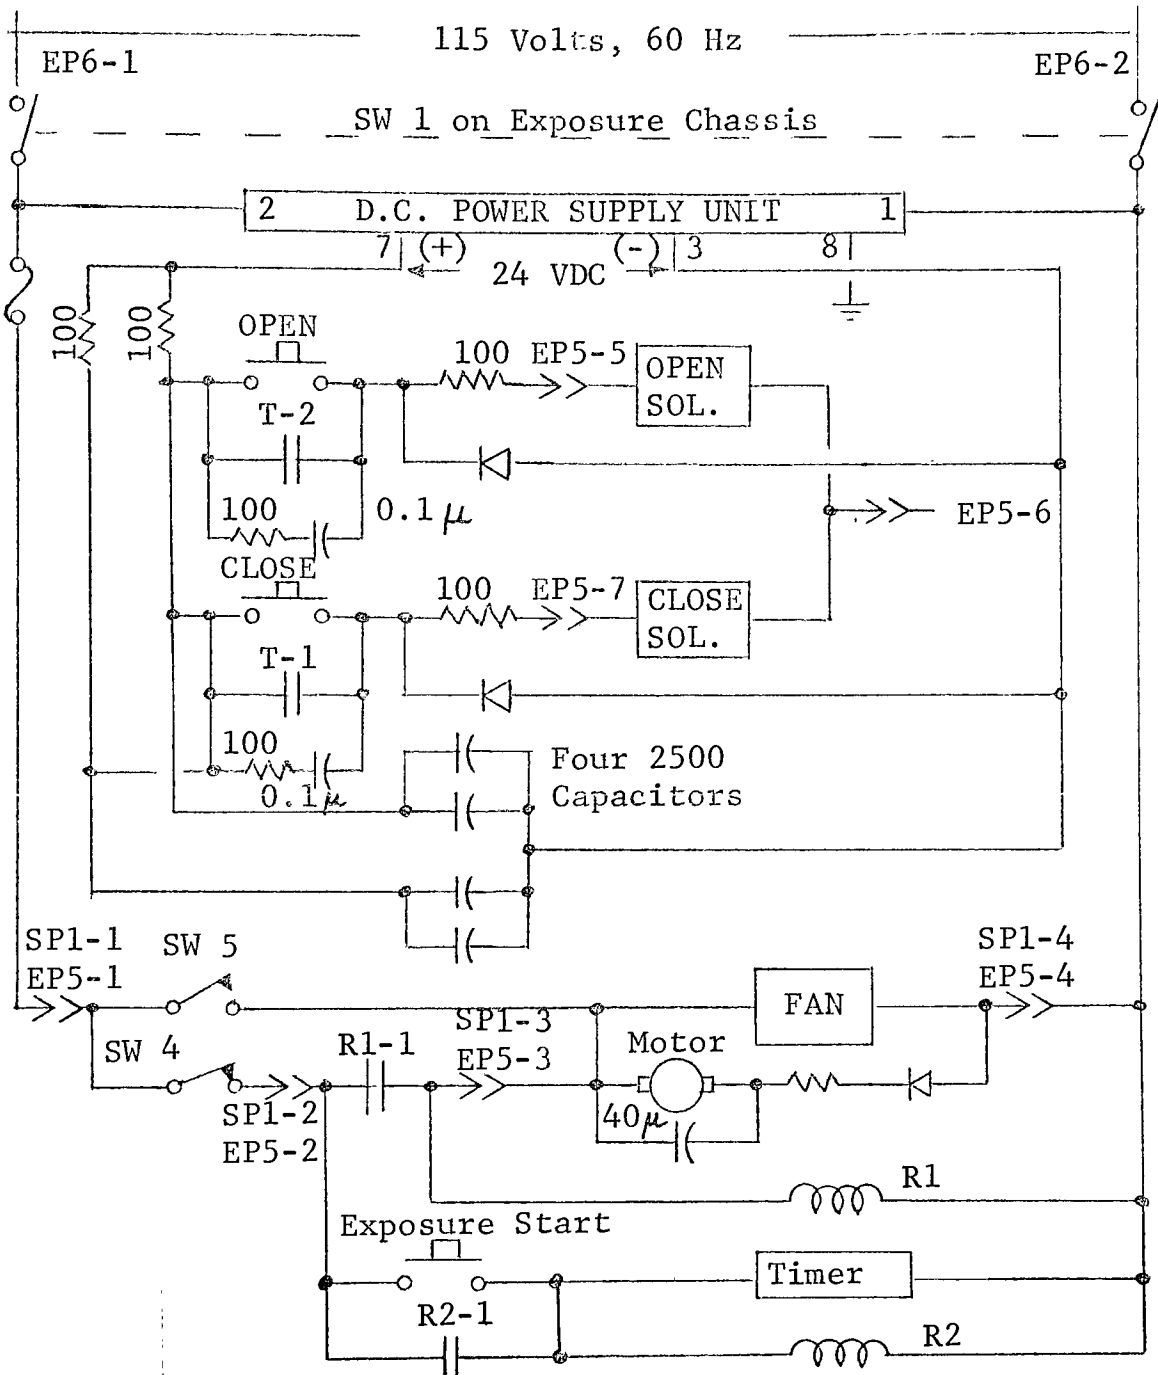 115 Volts, 60 Hz
EP6-1
EP6-2
SW 1 on Exposure Chassis
2 D.C. POWER SUPPLY UNIT 1
7 (+) (-) 3 8
24 VDC
100
100
OPEN
100 EP5-5
OPEN
SOL.
T-2
100
0.1 μ
EP5-6
CLOSE
100 EP5-7
CLOSE
SOL.
T-1
100
0.1μ
Four 2500
Capacitors
SP1-1
EP5-1
SW 5
SP1-4
EP5-4
FAN
SW 4
R1-1
SP1-3
EP5-3
Motor
SP1-2
EP5-2
40μ
R1
Exposure Start
Timer
R2-1
R2